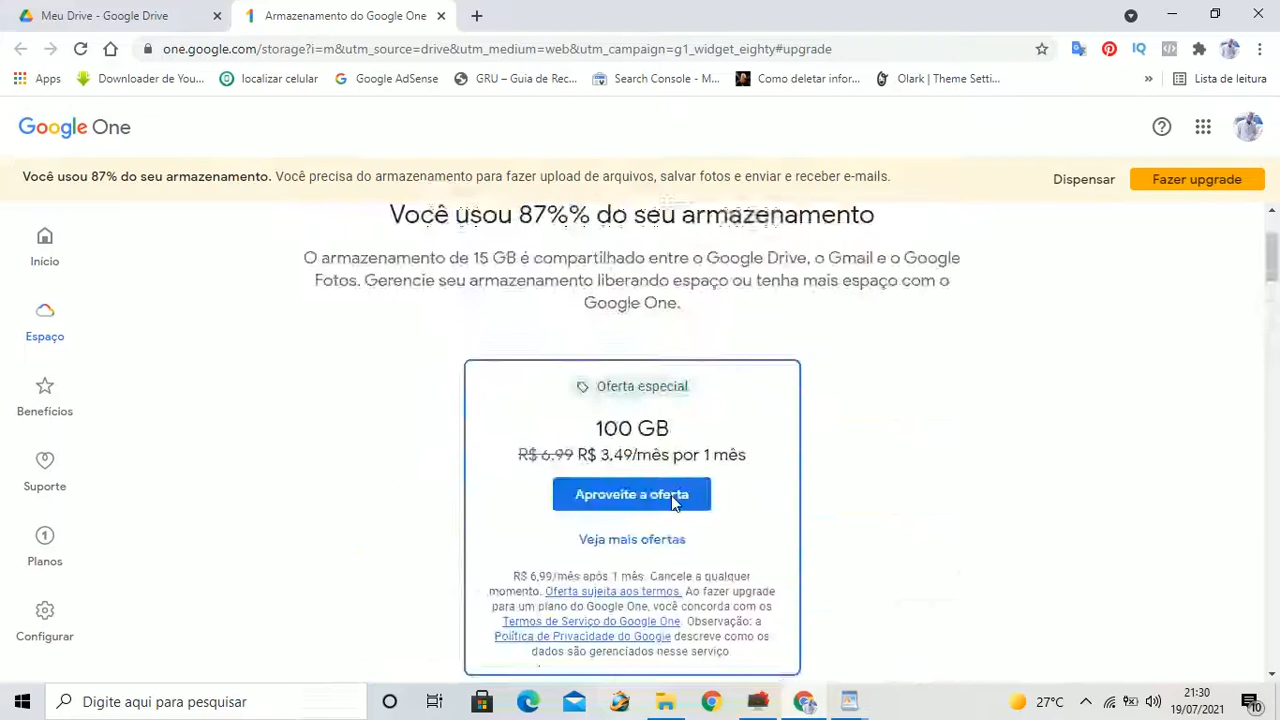 Meu Drive - Google Drive
Armazenamento do Google One
one.google.com/storage?i=m&utm_source=drive&utm_medium=web&utm_campaign=g1_widget_eighty#upgrade
IQ
Apps
Downloader de You...
localizar celular
Google AdSense
GRU – Guia de Rec...
Search Console - M...
Como deletar infor...
Olark | Theme Setti...
»
Lista de leitura
Google One
Você usou 87% do seu armazenamento. Você precisa do armazenamento para fazer upload de arquivos, salvar fotos e enviar e receber e-mails.
Dispensar
Fazer upgrade
Você usou 87%% do seu armazenamento
O armazenamento de 15 GB é compartilhado entre o Google Drive, o Gmail e o Google
Fotos. Gerencie seu armazenamento liberando espaço ou tenha mais espaço com o
Google One.
Início
Espaço
Benefícios
Suporte
1
Planos
Configurar
Oferta especial
100 GB
R$ 6,99 R$ 3,49/mês por 1 mês
Aproveite a oferta
Veja mais ofertas
R$ 6,99/mês após 1 mês. Cancele a qualquer
momento. Oferta sujeita aos termos. Ao fazer upgrade
para um plano do Google One, você concorda com os
Termos de Serviço do Google One. Observação: a
Política de Privacidade do Google descreve como os
dados são gerenciados nesse serviço.
Digite aqui para pesquisar
27°C
21:30
19/07/2021
10